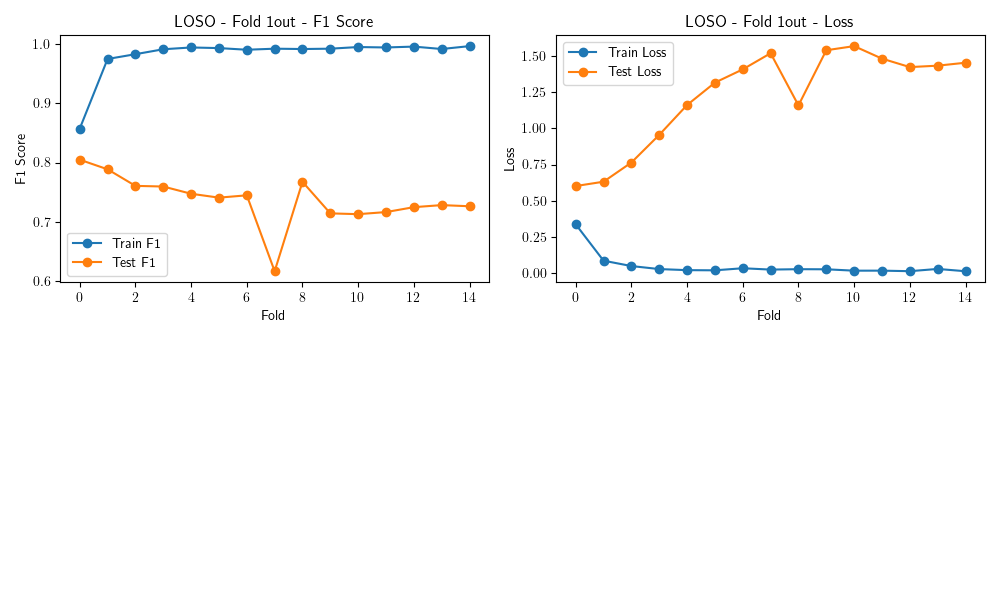 LOSO - Fold 1out - F1 Score
F1 Score
1.0
0.9
0.8
0.7
0.6
Train F1
Test F1
0 2 4 6 8 10 12 14
Fold
LOSO - Fold 1out - Loss
Loss
1.50
1.25
1.00
0.75
0.50
0.25
0.00
Train Loss
Test Loss
0 2 4 6 8 10 12 14
Fold